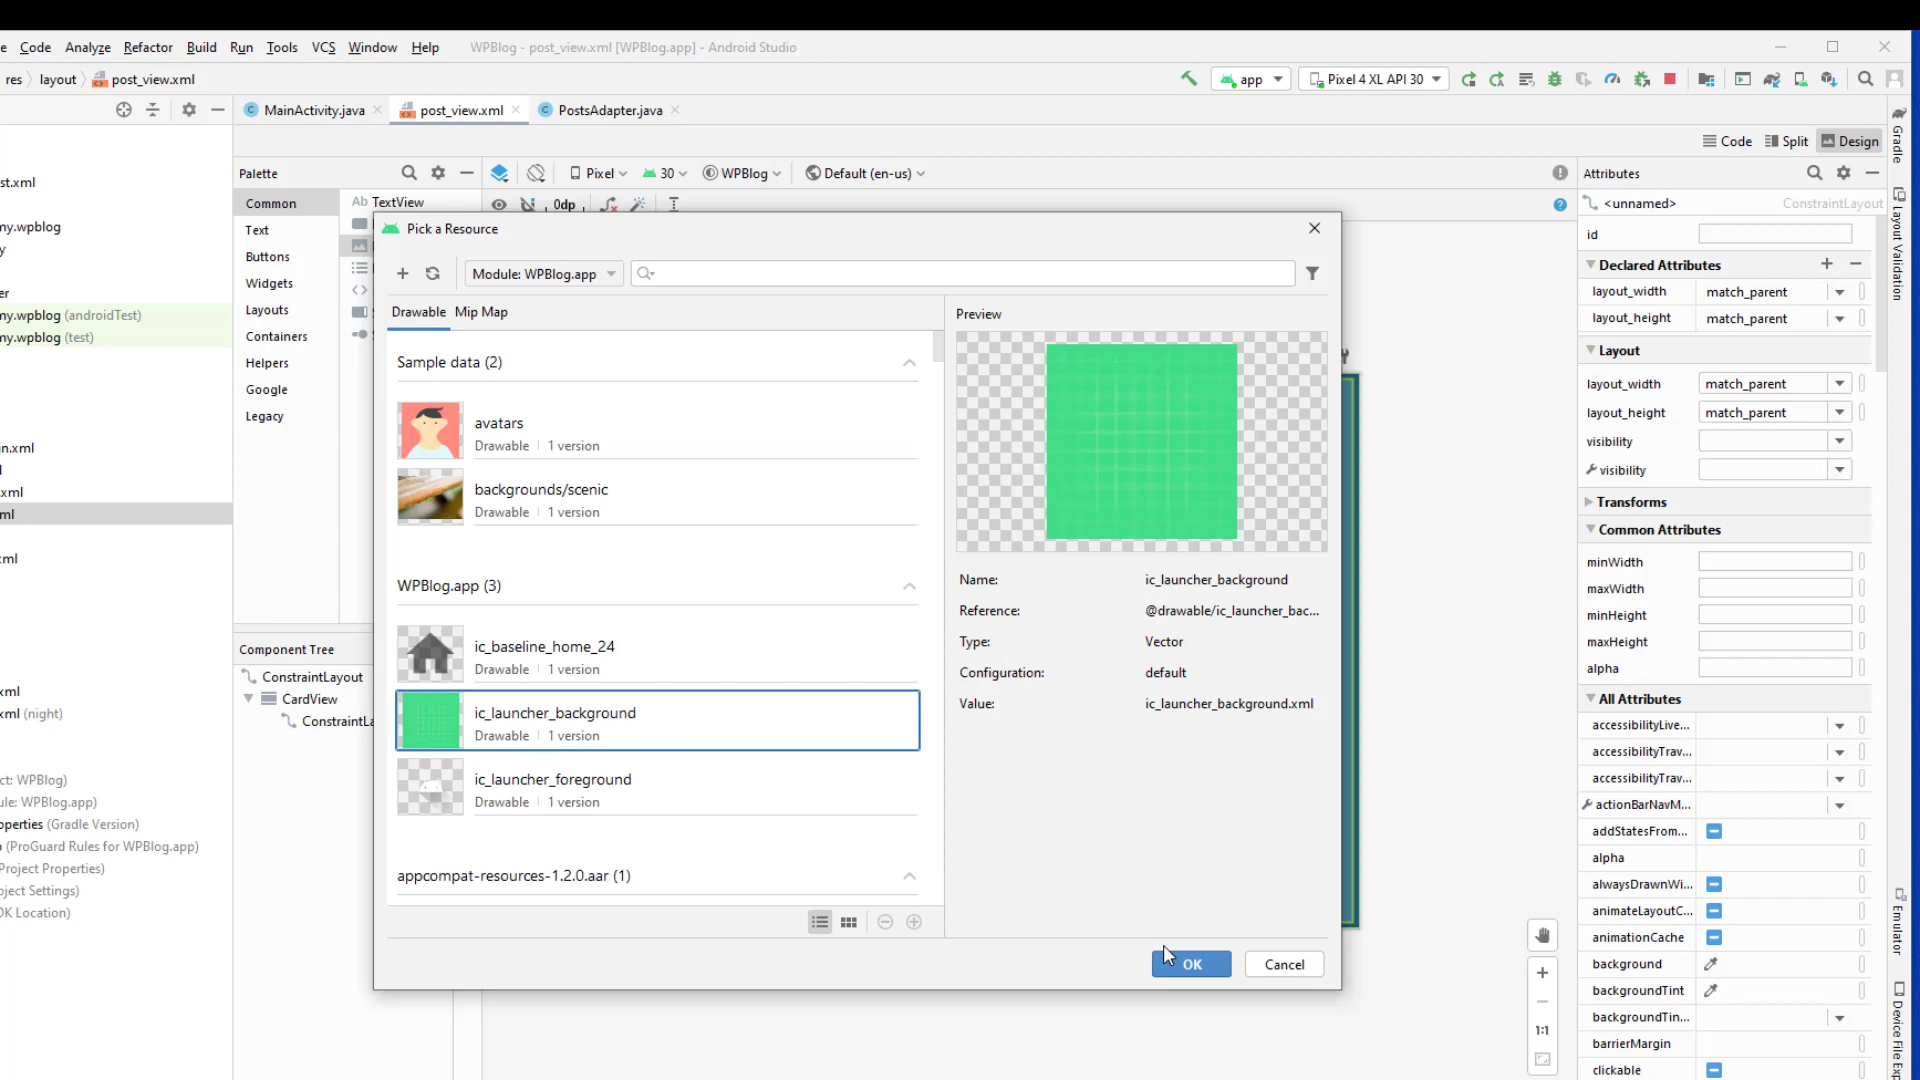 e Code Analyze Refactor Build Run Tools VCS Window Help WPBlog - post_view.xml [WPBlog.app] - Android Studio
res layout post_view.xml app Pixel 4 XL API 30
MainActivity.java post_view.xml PostsAdapter.java
Code Split Design
Palette Pixel 30 WPBlog Default (en-us) Attributes
Common Ab TextView 0dp <unnamed> ConstraintLayout
st.xml
my.wpblog
y
er
my.wpblog (androidTest)
my.wpblog (test)
in.xml
l
.xml
ml
.xml
xml
xml (night)
ct: WPBlog)
ule: WPBlog.app)
operties (Gradle Version)
o (ProGuard Rules for WPBlog.app)
Project Properties)
oject Settings)
DK Location)
Text
Buttons
Widgets
Layouts
Containers
Helpers
Google
Legacy
Component Tree
ConstraintLayout
CardView
ConstraintLa
Pick a Resource
Module: WPBlog.app
Drawable Mip Map
Sample data (2)
avatars
Drawable 1 version
backgrounds/scenic
Drawable 1 version
WPBlog.app (3)
ic_baseline_home_24
Drawable 1 version
ic_launcher_background
Drawable 1 version
ic_launcher_foreground
Drawable 1 version
appcompat-resources-1.2.0.aar (1)
Preview
Name: ic_launcher_background
Reference: @drawable/ic_launcher_bac...
Type: Vector
Configuration: default
Value: ic_launcher_background.xml
OK Cancel
1:1
id
Declared Attributes
layout_width match_parent
layout_height match_parent
Layout
layout_width match_parent
layout_height match_parent
visibility
visibility
Transforms
Common Attributes
minWidth
maxWidth
minHeight
maxHeight
alpha
All Attributes
accessibilityLive...
accessibilityTrav...
accessibilityTrav...
actionBarNavM...
addStatesFrom...
alpha
alwaysDrawnWi...
animateLayoutC...
animationCache
background
backgroundTint
backgroundTin...
barrierMargin
clickable
Gradle
Layout Validation
Emulator
Device File Exp